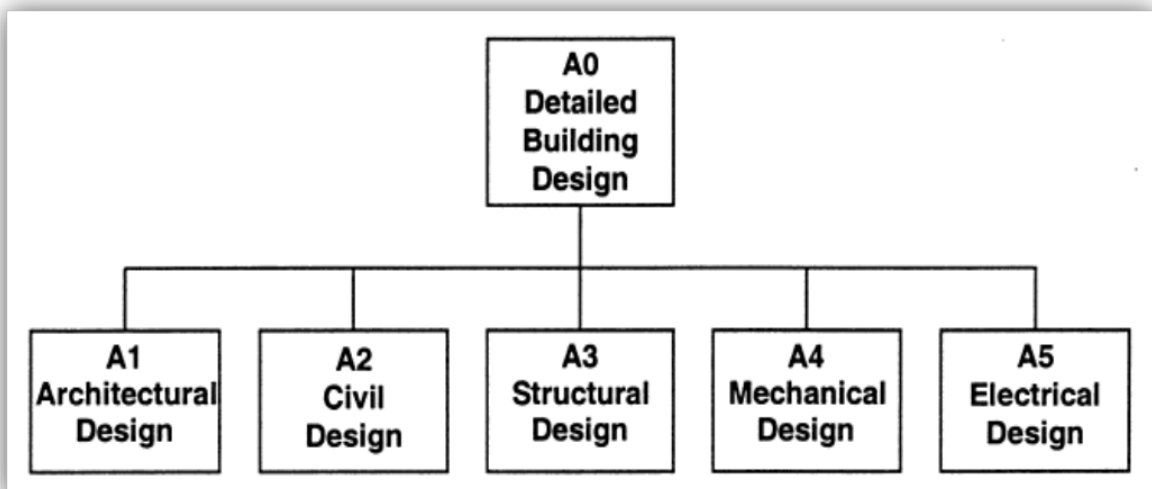 A0
Detailed
Building
Design
A1
Architectural
Design
A2
Civil
Design
A3
Structural
Design
A4
Mechanical
Design
A5
Electrical
Design